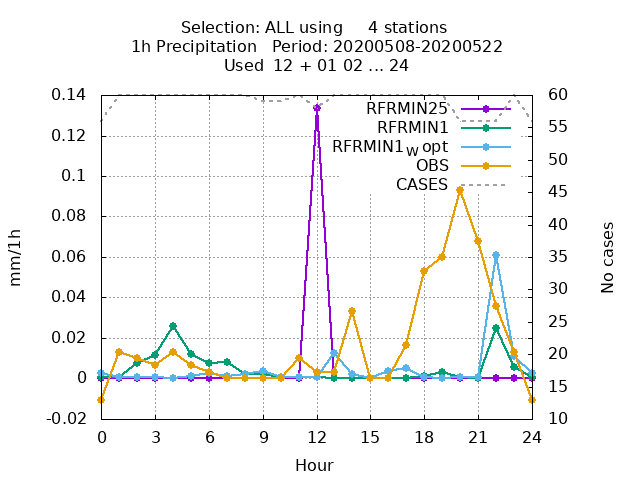 Selection: ALL using 4 stations
1h Precipitation Period: 20200508-20200522
Used 12 + 01 02 ... 24
RFRMIN25
RFRMIN1
RFRMIN1w opt
OBS
CASES
mm/1h
0.14
0.12
0.1
0.08
0.06
0.04
0.02
0
-0.02
60
55
50
45
40
35
30
25
20
15
10
No cases
0 3 6 9 12 15 18 21 24
Hour